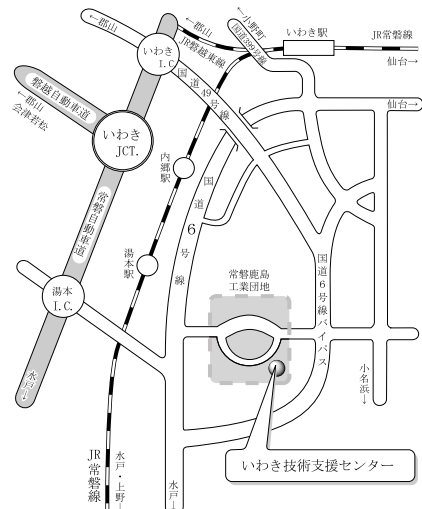 ←郡山
←郡山
←小野町
国道399号線
いわき駅
JR常磐線
仙台→
JR磐越東線
いわき
I.C
国道49号線
磐越自動車道
←郡山
会津若松
仙台→
いわき
JCT.
内郷駅
国道6号線
常磐自動車道
湯本駅
常磐鹿島
工業団地
国道6号線バイパス
湯本
I.C.
水戸→
小名浜→
いわき技術支援センター
JR常磐線
水戸・上野→
水戸→